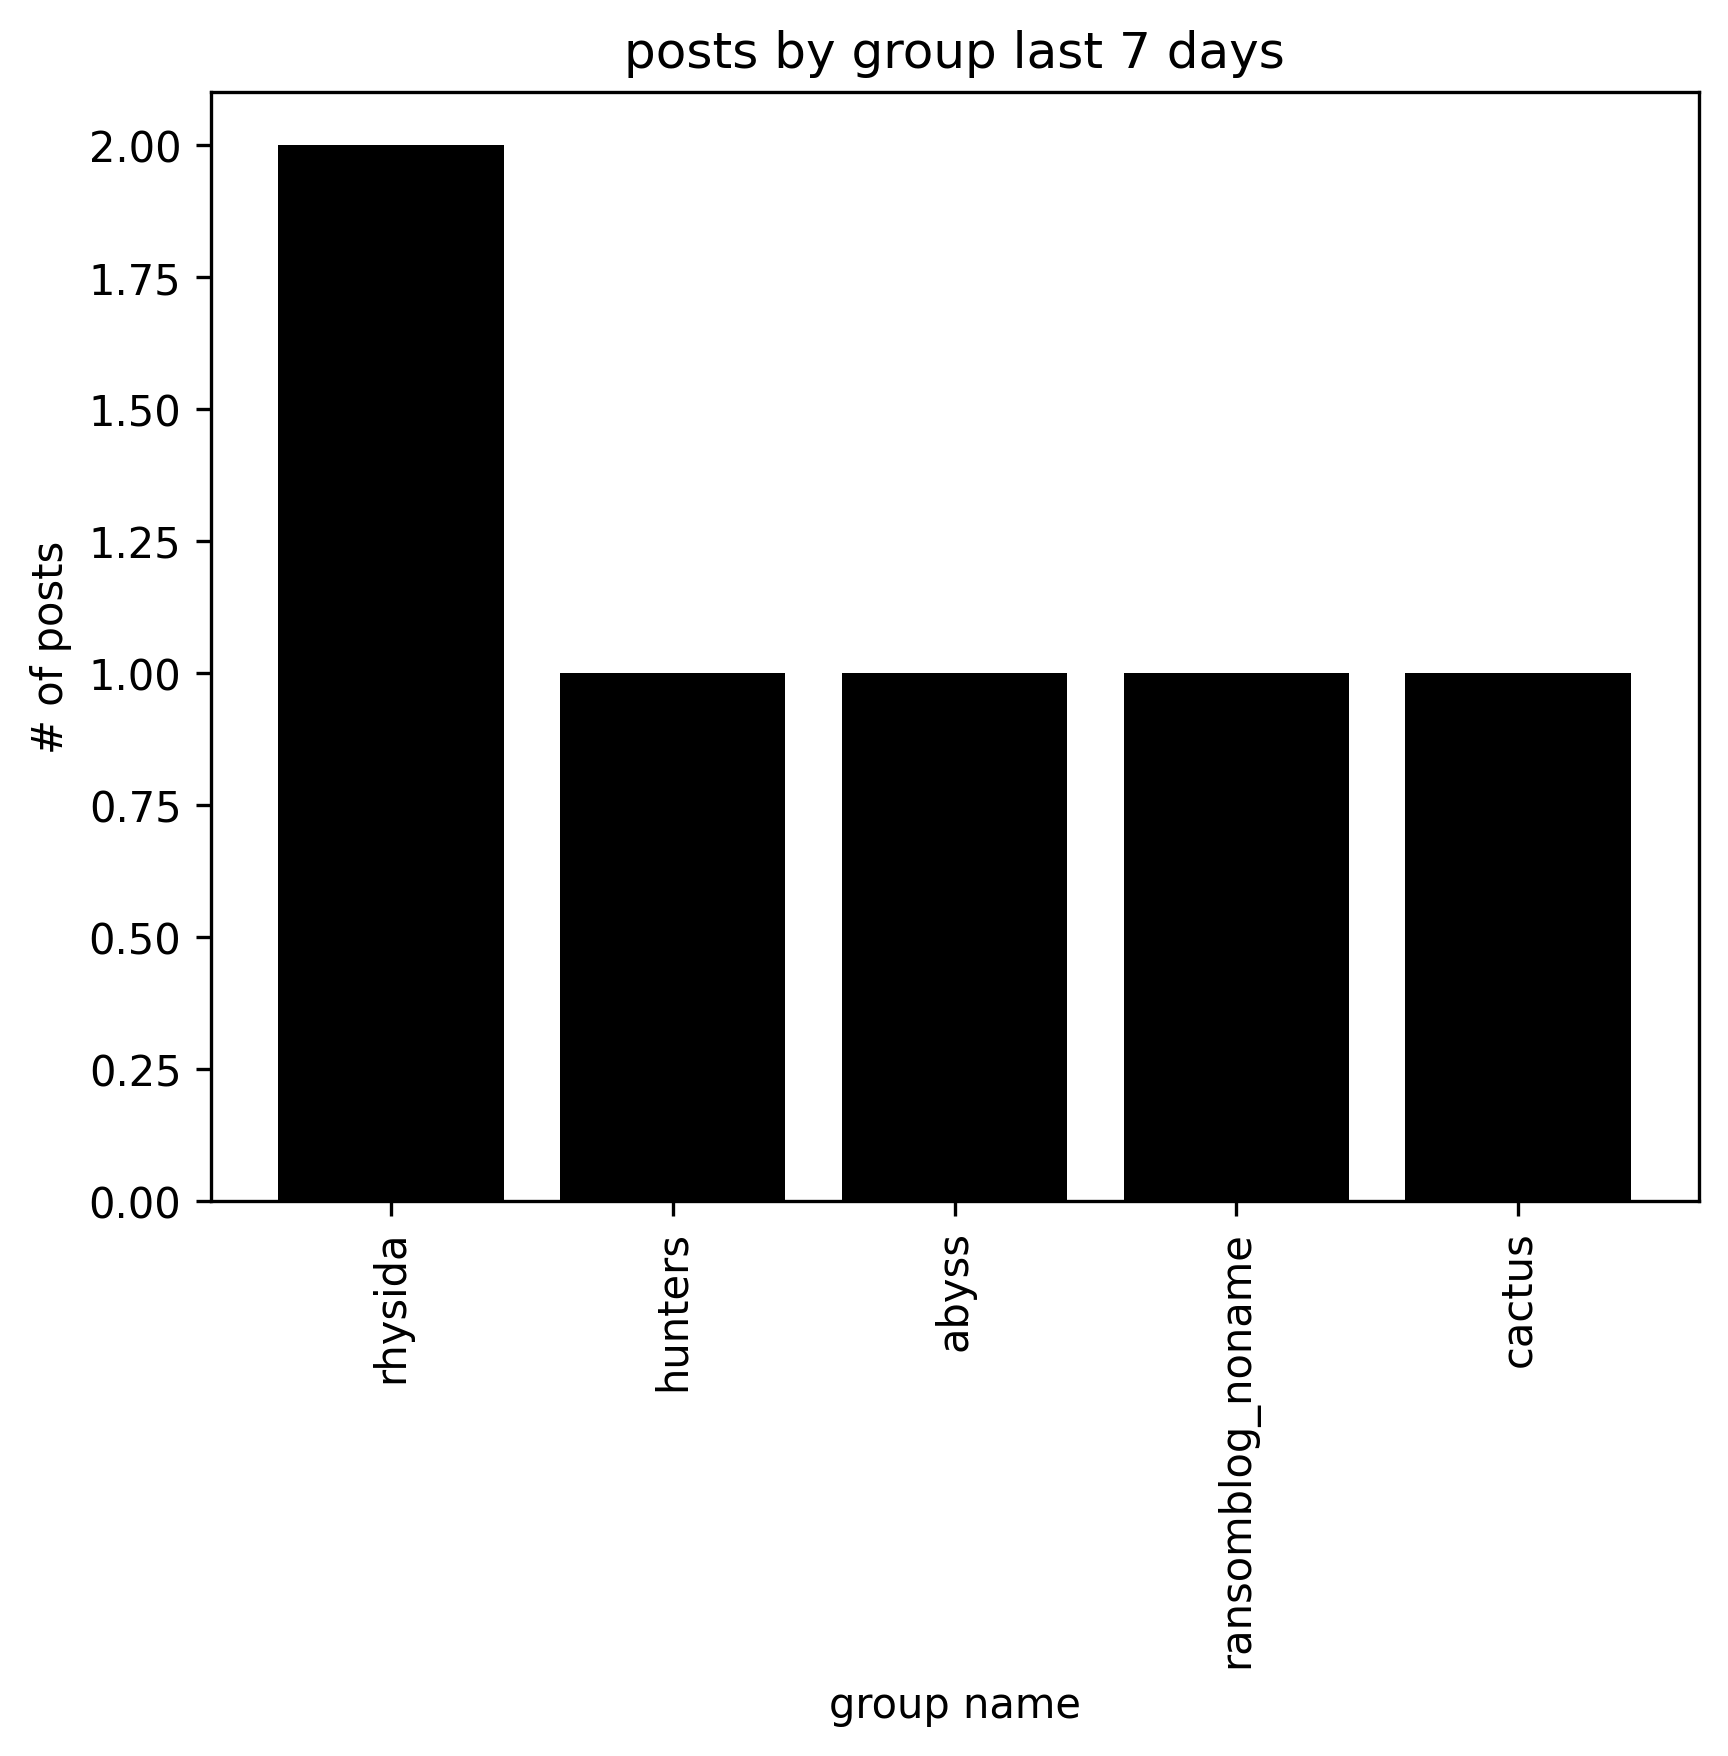 posts by group last 7 days
# of posts
2.00
1.75
1.50
1.25
1.00
0.75
0.50
0.25
0.00
rhysida
hunters
abyss
ransomblog_noname
cactus
group name